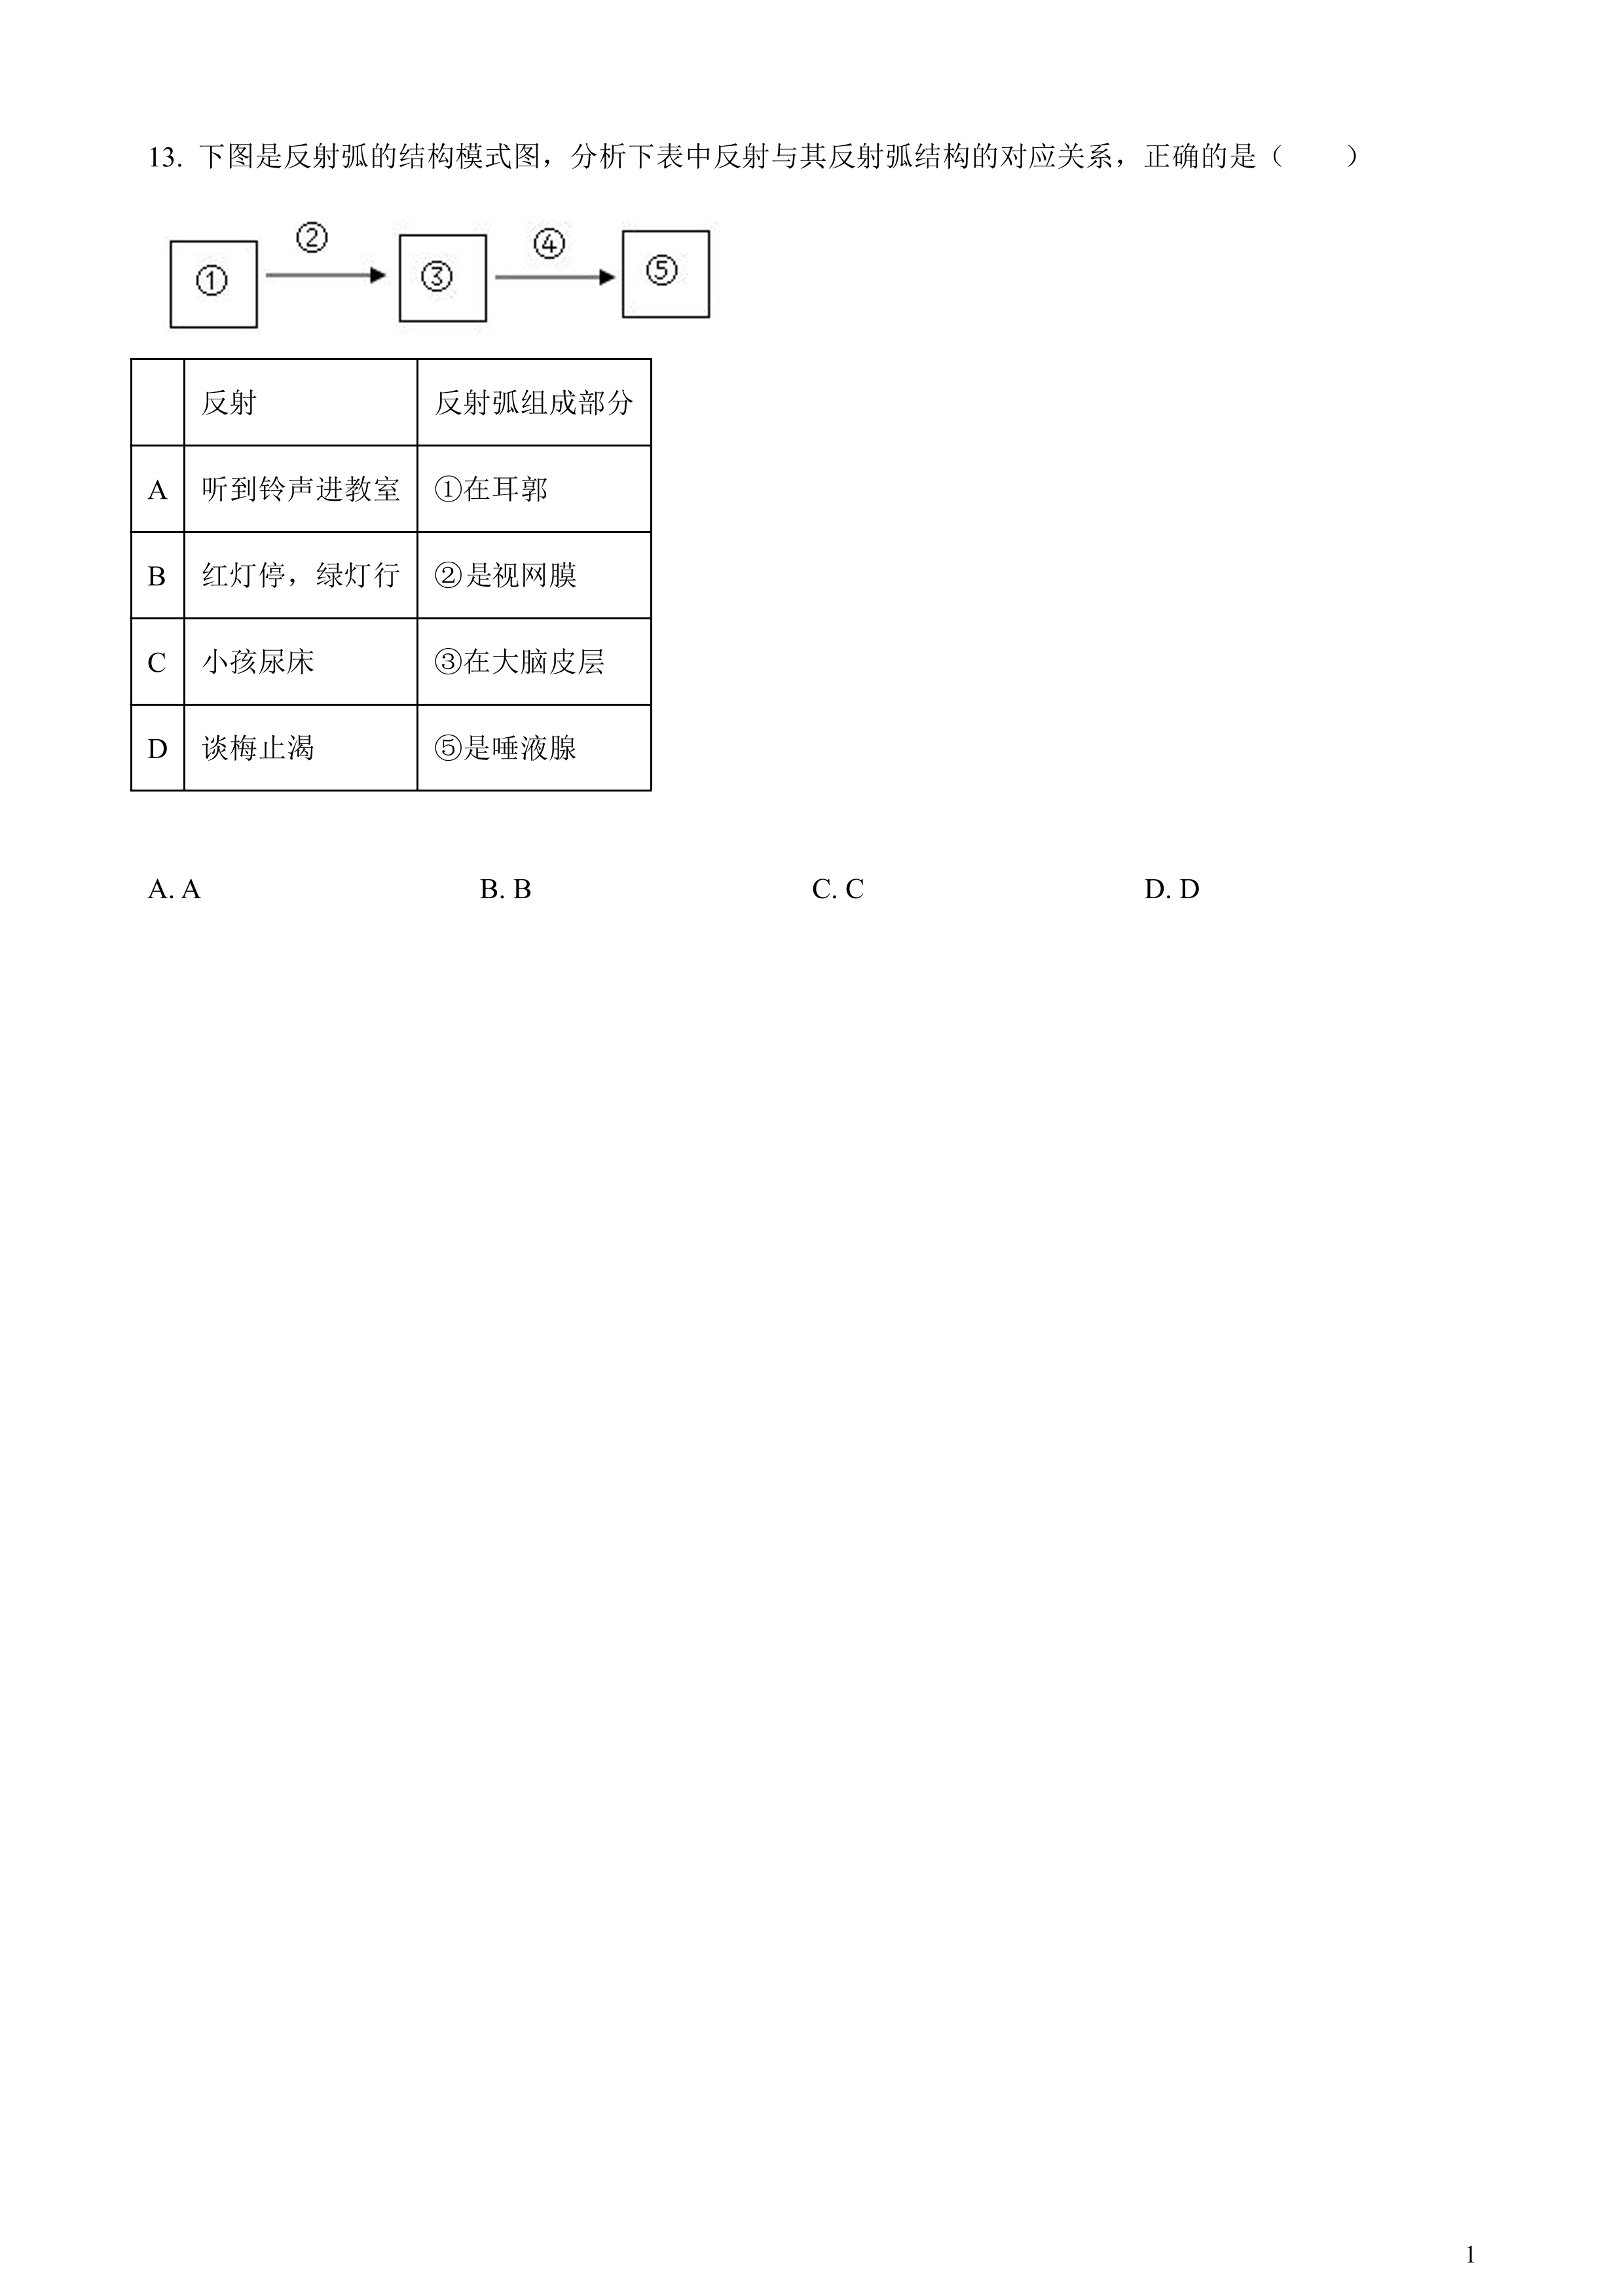 13. 下图是反射弧的结构模式图，分析下表中反射与其反射弧结构的对应关系，正确的是（　　）
① ② ③ ④ ⑤
反射 反射弧组成部分
A 听到铃声进教室 ①在耳郭
B 红灯停，绿灯行 ②是视网膜
C 小孩尿床 ③在大脑皮层
D 谈梅止渴 ⑤是唾液腺
A. A B. B C. C D. D
1